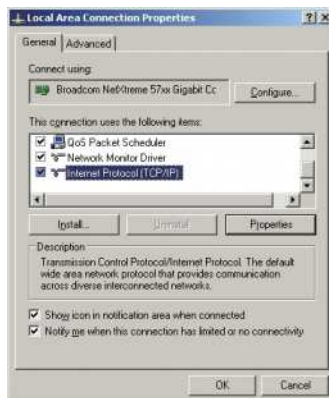 Local Area Connection Properties
General Advanced
Connect using:
Broadcom NetXtreme 57xx Gigabit Cc
Configure...
This connection uses the following items:
QoS Packet Scheduler
Network Monitor Driver
Internet Protocol (TCP/IP)
Install... Uninstall Properties
Description
Transmission Control Protocol/Internet Protocol. The default
wide area network protocol that provides communication
across diverse interconnected networks.
Show icon in notification area when connected
Notify me when this connection has limited or no connectivity
OK Cancel